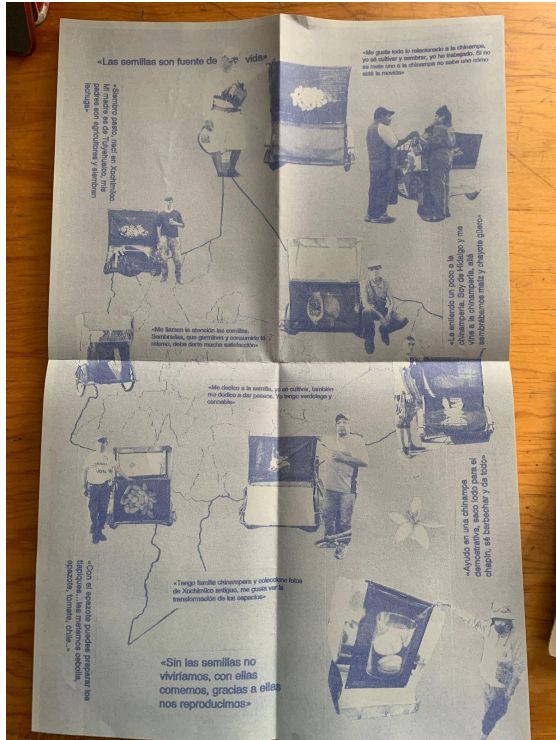 «Las semillas son fuente de vida»
«Me gusta todo lo relacionado a la chinampa,
yo sé cultivar y sembrar, yo he trabajado. Si no
se mete uno a la chinampa no sabe uno cómo
está la movida»
«Siembro pasto, nací en Xochimilco
Mi madre es de Tulyehualco, mis
padres son agricultores y siembran
lechuga»
«Le entiendo un poco a la
chinampería. Soy de Hidalgo y me
vine a la chinampería, allá
sembrábamos maíz y chayote güero»
«Me llaman la atención las semillas.
Sembrarlas, que germinen y consumirlo tú
mismo, debe darte mucha satisfacción»
«Me dedico a la semilla, yo sé cultivar, también
me dedico a dar paseos. Yo tengo verdolaga y
cannabis»
«Ayudo en una chinampa
demostrativa, saco lodo para el
chapín, sé barbechar y de todo»
«Con el epazote puedes preparar los
tlapiques... les metemos cebolla,
epazote, tomate, chile...»
«Tengo familia chinampera y colecciono fotos
de Xochimilco antiguo, me gusta ver la
transformación de los espacios»
«Sin las semillas no
viviríamos, con ellas
comemos, gracias a ellas
nos reproducimos»